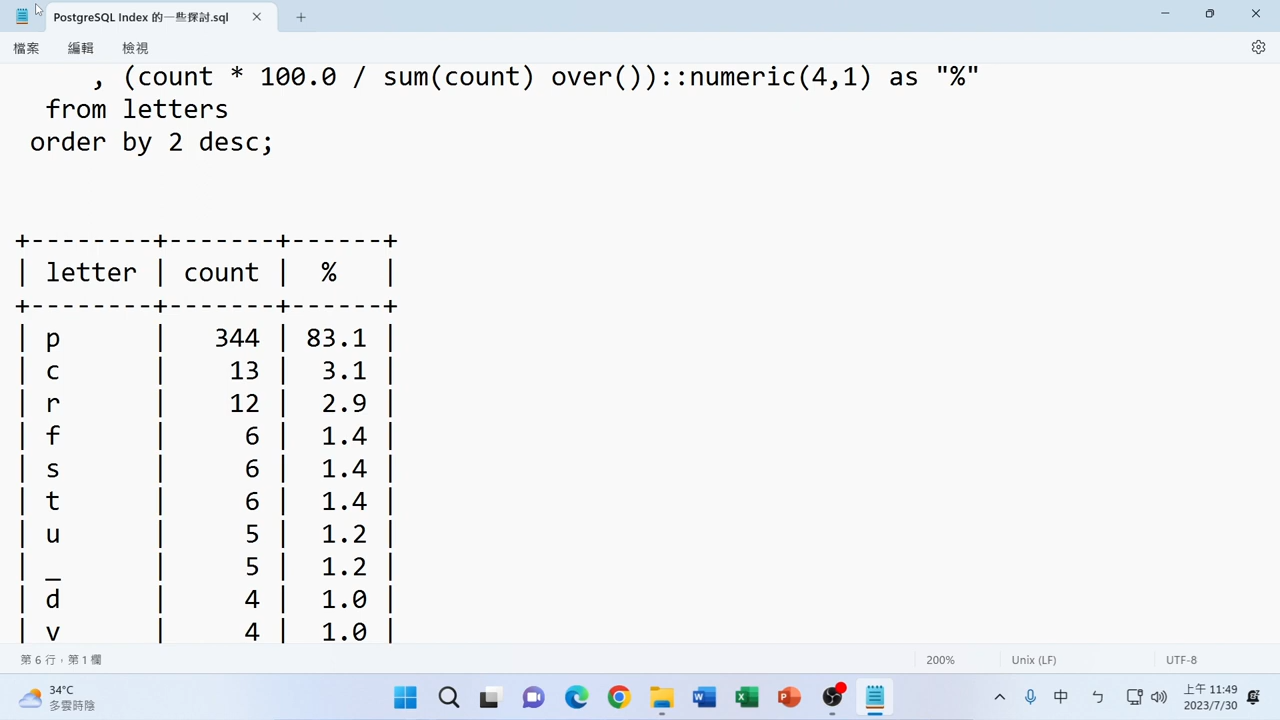 PostgreSQL Index 的一些探討.sql
檔案 編輯 檢視
, (count * 100.0 / sum(count) over())::numeric(4,1) as "%"
from letters
order by 2 desc;
+--------+-------+------+
| letter | count |  %   |
+--------+-------+------+
| p      |   344 | 83.1 |
| c      |    13 |  3.1 |
| r      |    12 |  2.9 |
| f      |     6 |  1.4 |
| s      |     6 |  1.4 |
| t      |     6 |  1.4 |
| u      |     5 |  1.2 |
| _      |     5 |  1.2 |
| d      |     4 |  1.0 |
| v      |     4 |  1.0 |
第 6 行，第 1 欄 200% Unix (LF) UTF-8
34°C
多雲時陰
中 ㄅ
上午 11:49
2023/7/30